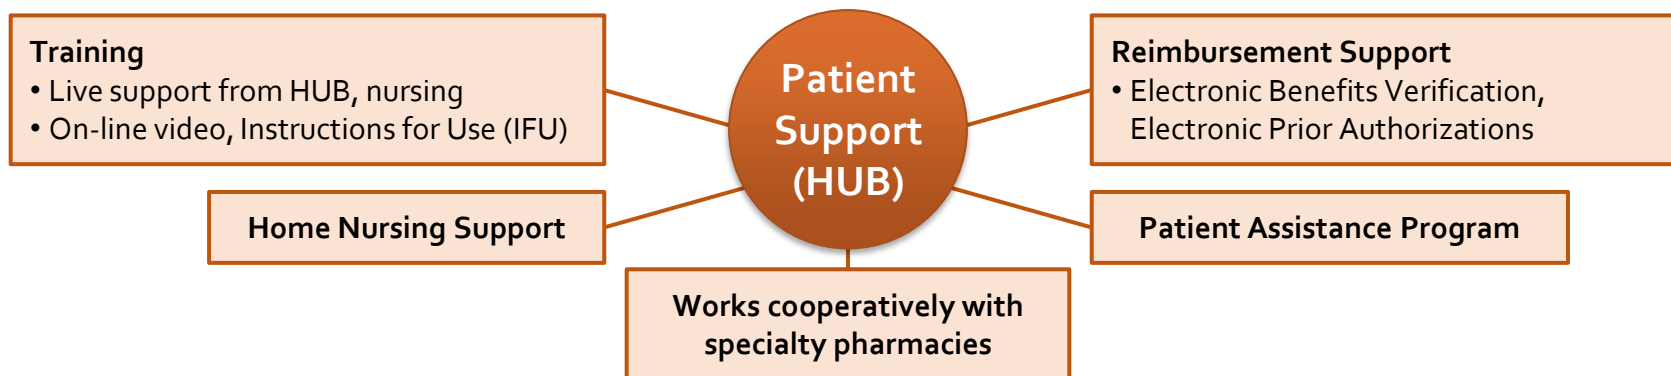 Training
• Live support from HUB, nursing
• On-line video, Instructions for Use (IFU)
Home Nursing Support
Patient
Support
(HUB)
Works cooperatively with
specialty pharmacies
Reimbursement Support
• Electronic Benefits Verification,
Electronic Prior Authorizations
Patient Assistance Program